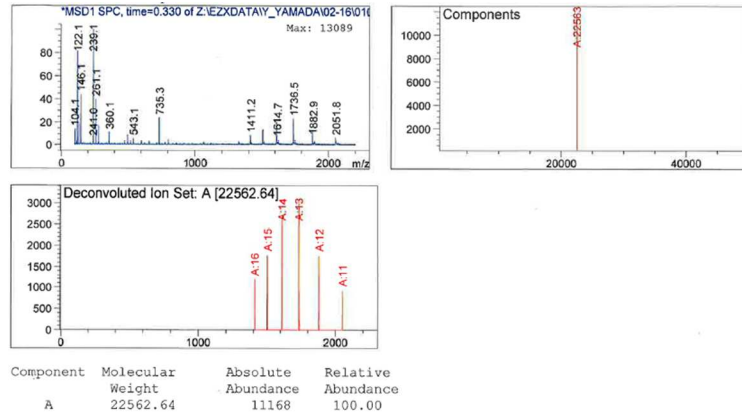 *MSD1 SPC, time=0.330 of Z:\EZXDATA\Y_YAMADA\02-16\010
Max: 13089
80
60
40
20
0
104.1
122.1
146.1
239.1
241.0
261.1
360.1
543.1
735.3
1411.2
1614.7
1736.5
1882.9
2051.8
0
1000
2000
m/z
Components
A:22563
10000
8000
6000
4000
2000
20000
40000
Deconvoluted Ion Set: A [22562.64]
3000
2500
2000
1500
1000
500
0
A:16
A:15
A:14
A:13
A:12
A:11
0
1000
2000
Component Molecular Absolute Relative
Weight Abundance Abundance
A 22562.64 11168 100.00